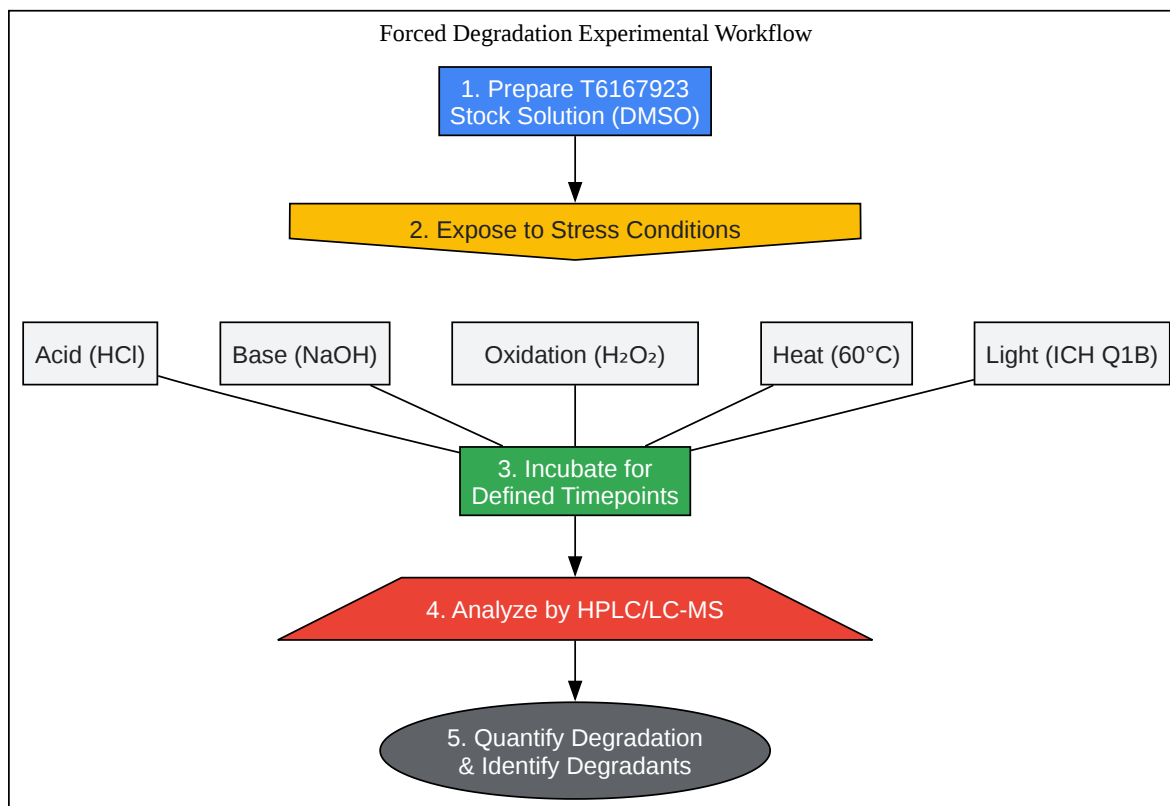 Forced Degradation Experimental Workflow
1. Prepare T6167923
Stock Solution (DMSO)
2. Expose to Stress Conditions
Acid (HCl)
Base (NaOH)
Oxidation (H₂O₂)
Heat (60°C)
Light (ICH Q1B)
3. Incubate for
Defined Timepoints
4. Analyze by HPLC/LC-MS
5. Quantify Degradation
& Identify Degradants